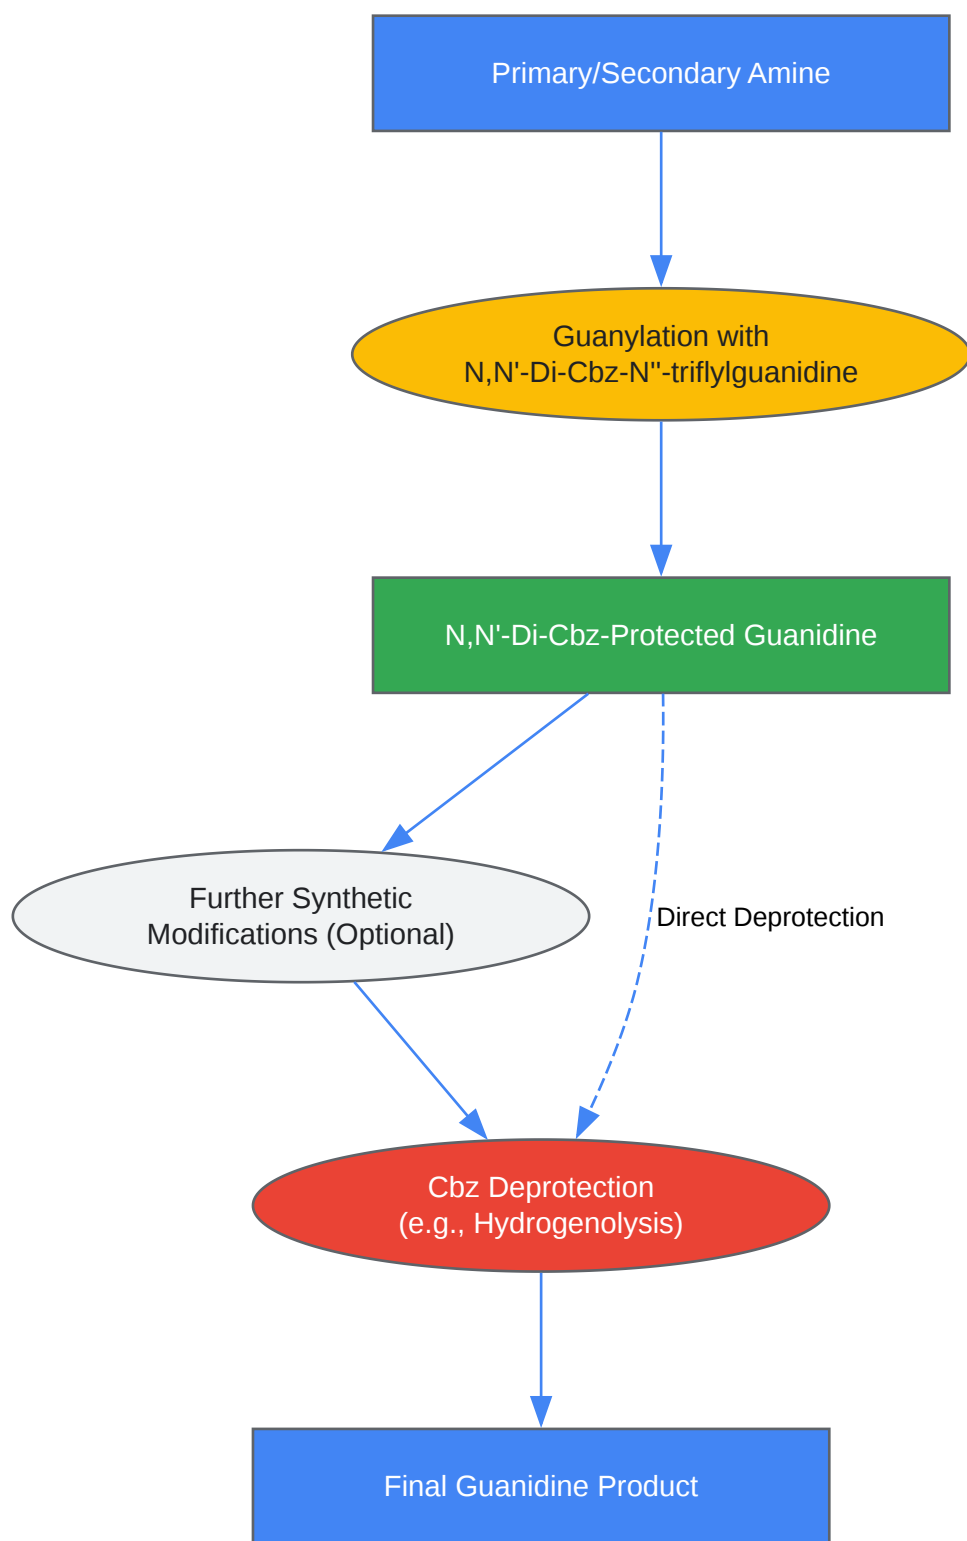 Primary/Secondary Amine
Guanylation with
N,N'-Di-Cbz-N''-triflylguanidine
N,N'-Di-Cbz-Protected Guanidine
Further Synthetic
Modifications (Optional)
Direct Deprotection
Cbz Deprotection
(e.g., Hydrogenolysis)
Final Guanidine Product